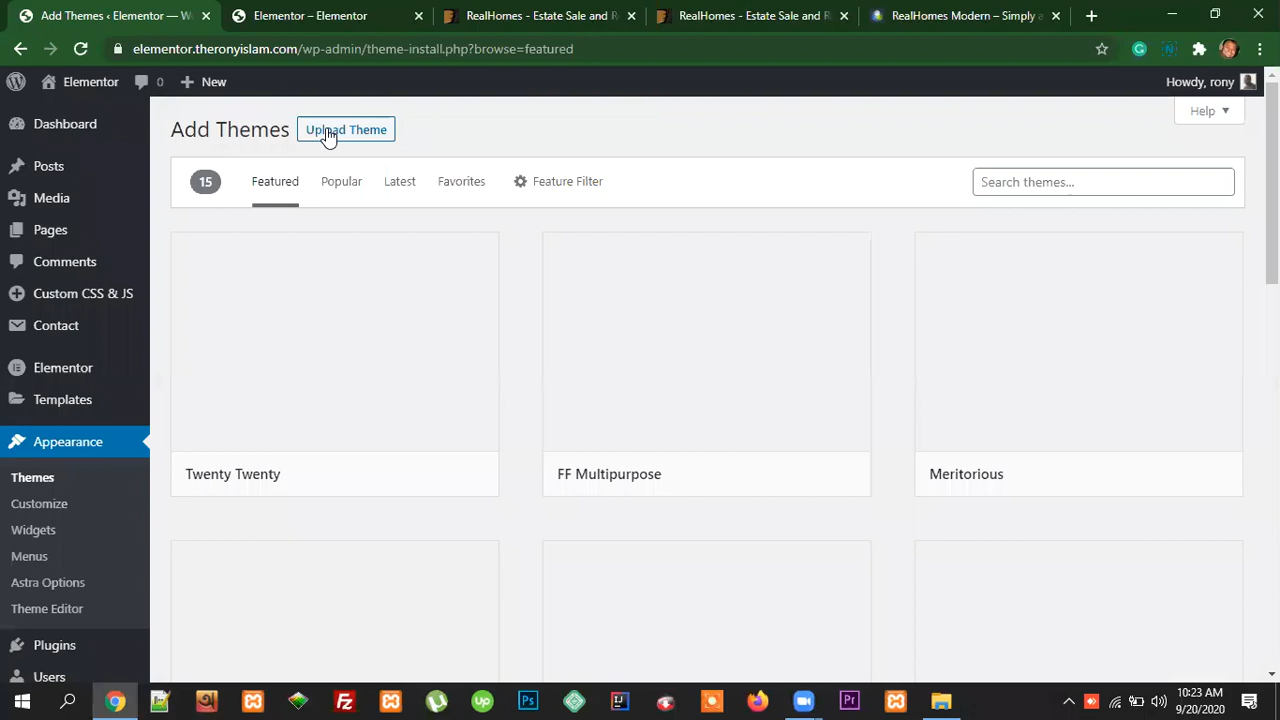 Add Themes ‹ Elementor — W
Elementor – Elementor
RealHomes - Estate Sale and R
RealHomes - Estate Sale and R
RealHomes Modern – Simply a
elementor.theronyislam.com/wp-admin/theme-install.php?browse=featured
Elementor
0
New
Howdy, rony
Dashboard
Posts
Media
Pages
Comments
Custom CSS & JS
Contact
Elementor
Templates
Appearance
Themes
Customize
Widgets
Menus
Astra Options
Theme Editor
Plugins
Users
Add Themes
Upload Theme
Help
15
Featured
Popular
Latest
Favorites
Feature Filter
Search themes...
Twenty Twenty
FF Multipurpose
Meritorious
10:23 AM
9/20/2020